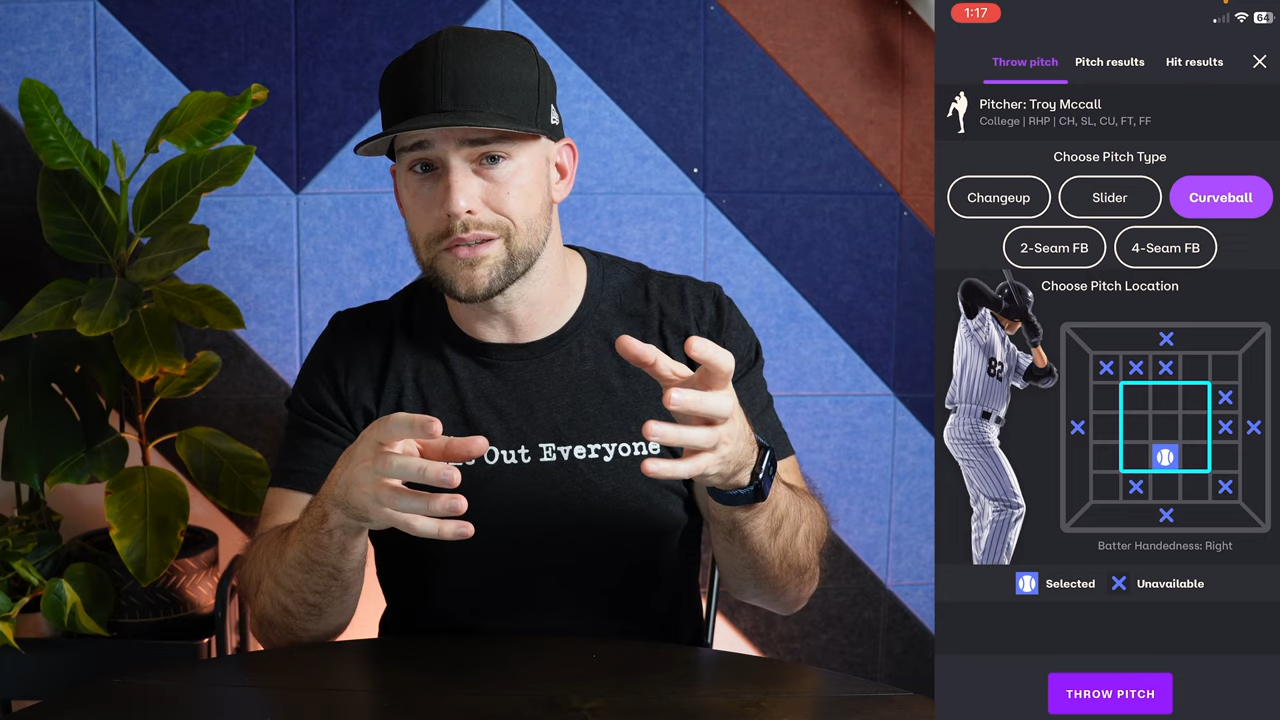 Out Everyone
1:17
64
Throw pitch
Pitch results
Hit results
Pitcher: Troy Mccall
College | RHP | CH, SL, CU, FT, FF
Choose Pitch Type
Changeup
Slider
Curveball
2-Seam FB
4-Seam FB
Choose Pitch Location
82
Batter Handedness: Right
Selected
Unavailable
THROW PITCH